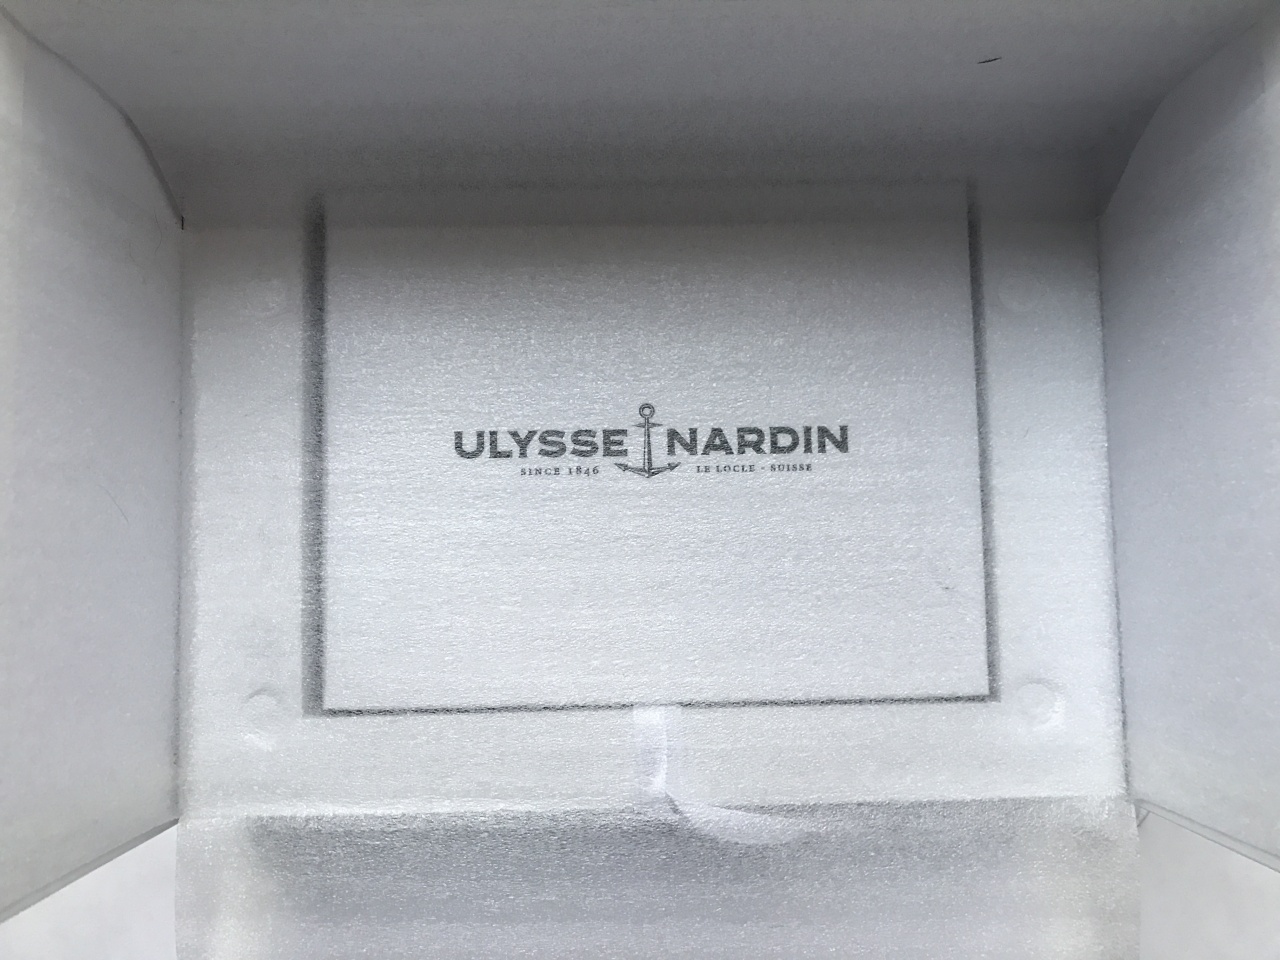 ULYSSE NARDIN
SINCE 1846 LE LOCLE - SUISSE